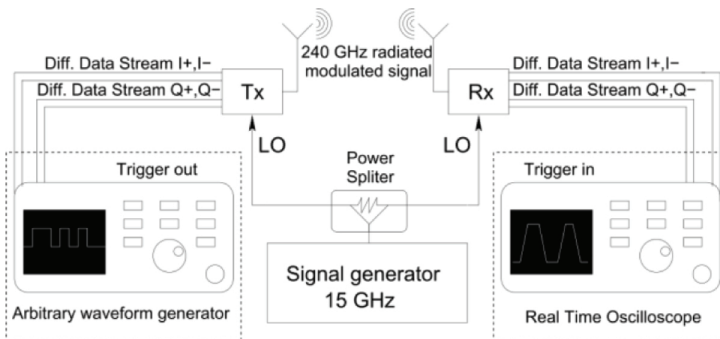 Diff. Data Stream I+,I−
Diff. Data Stream Q+,Q−
Tx
240 GHz radiated
modulated signal
Rx
Diff. Data Stream I+,I−
Diff. Data Stream Q+,Q−
LO
LO
Power
Spliter
Trigger out
Trigger in
Signal generator
15 GHz
Arbitrary waveform generator
Real Time Oscilloscope